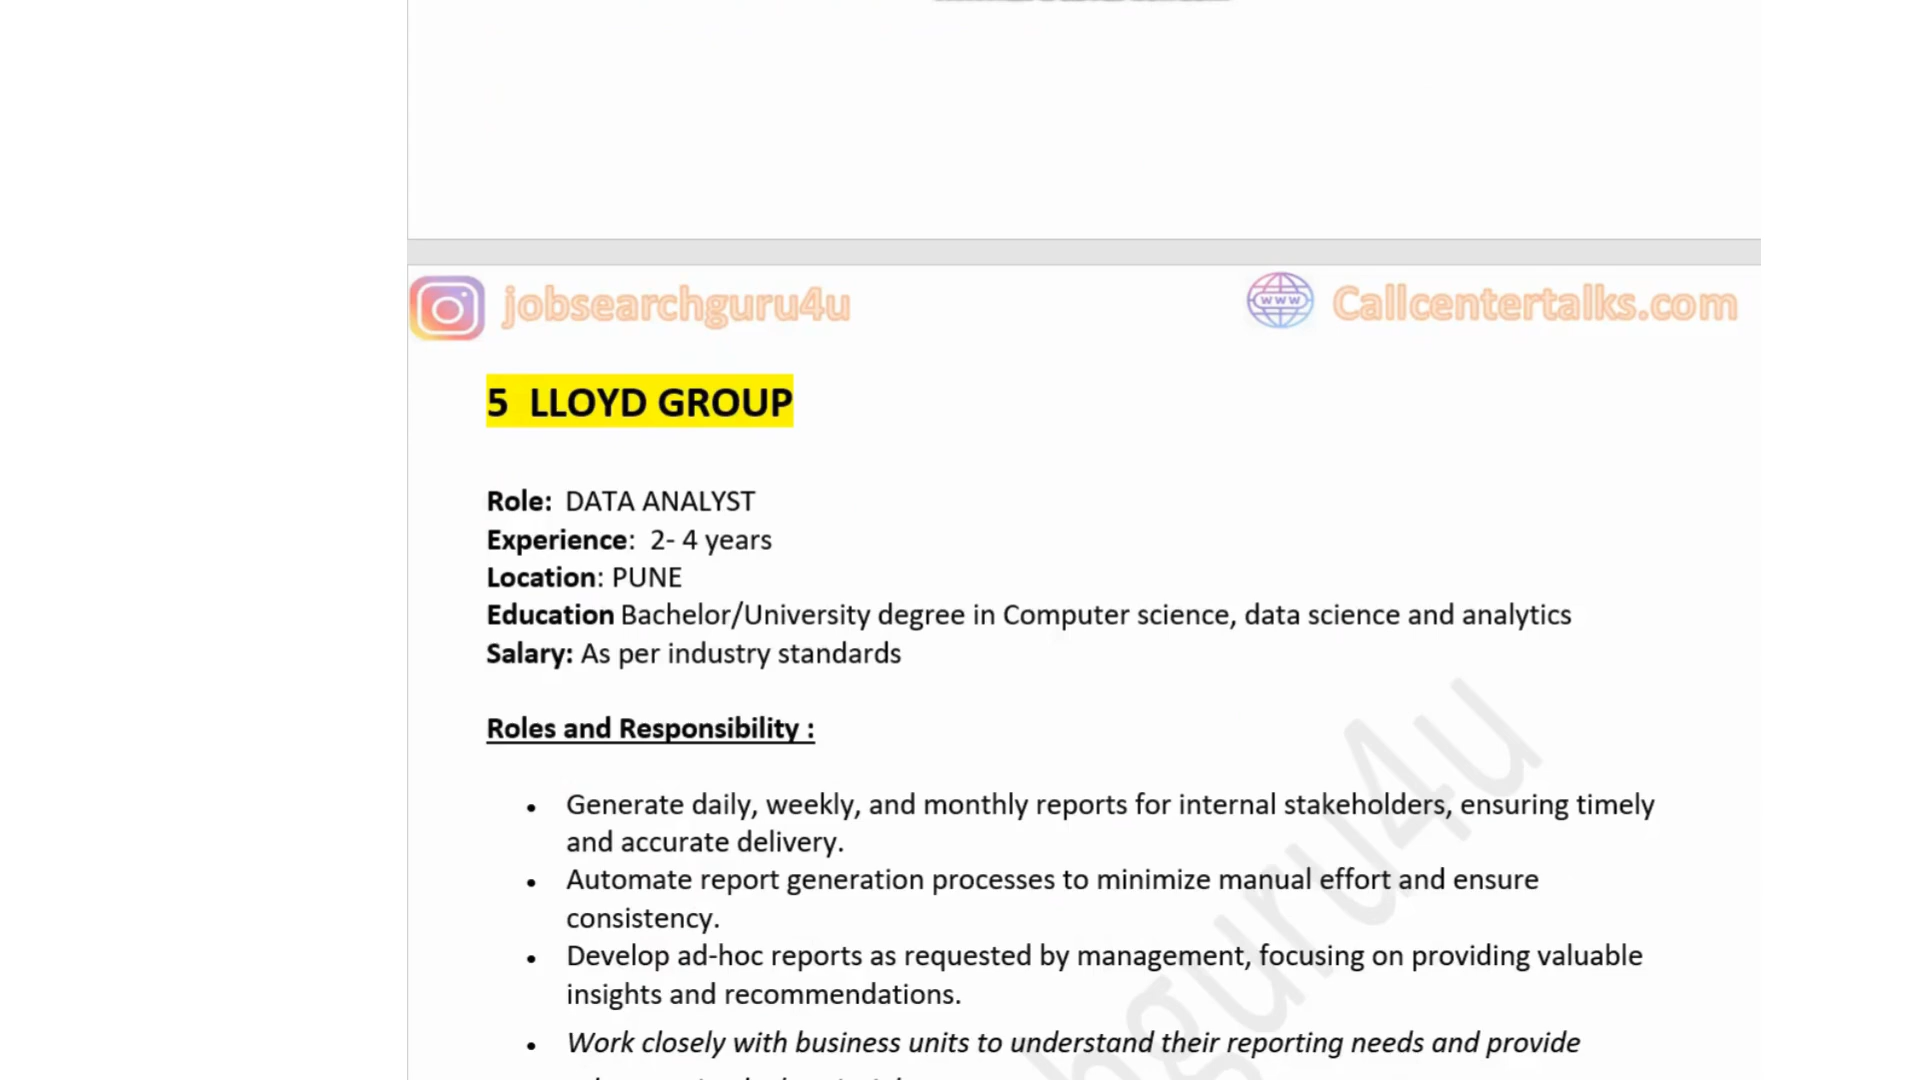 jobsearchguru4u
www Callcentertalks.com
5 LLOYD GROUP
Role: DATA ANALYST
Experience: 2- 4 years
Location: PUNE
Education Bachelor/University degree in Computer science, data science and analytics
Salary: As per industry standards
Roles and Responsibility :
• Generate daily, weekly, and monthly reports for internal stakeholders, ensuring timely
and accurate delivery.
• Automate report generation processes to minimize manual effort and ensure
consistency.
• Develop ad-hoc reports as requested by management, focusing on providing valuable
insights and recommendations.
• Work closely with business units to understand their reporting needs and provide
hguru4u